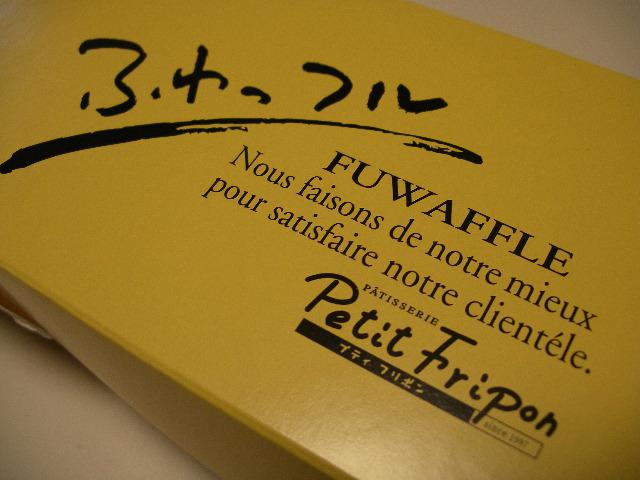 ふわっフル
FUWAFFLE
Nous faisons de notre mieux
pour satisfaire notre clientéle.
PÂTISSERIE
Petit Fripon
プティ フリポン
since 1997